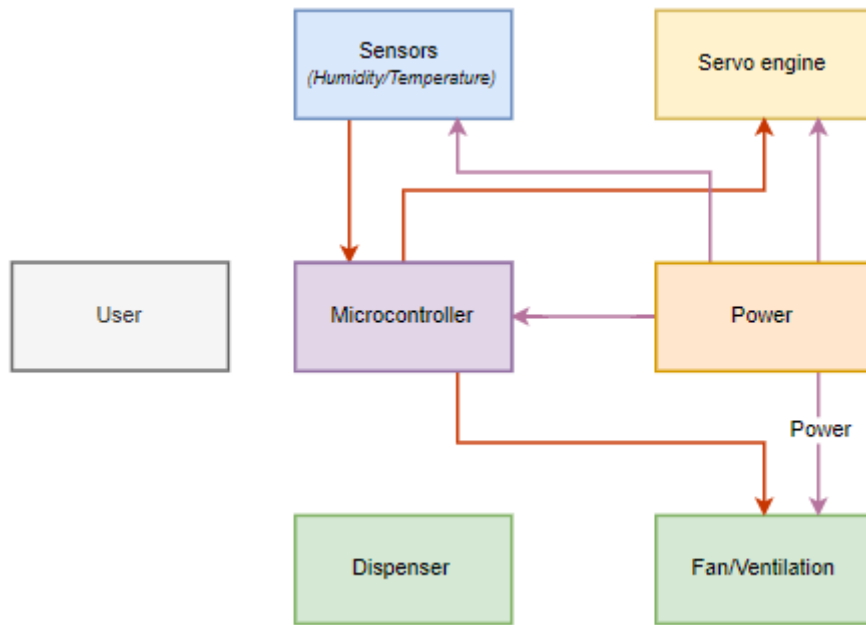 Sensors
(Humidity/Temperature)
Servo engine
User
Microcontroller
Power
Power
Dispenser
Fan/Ventilation